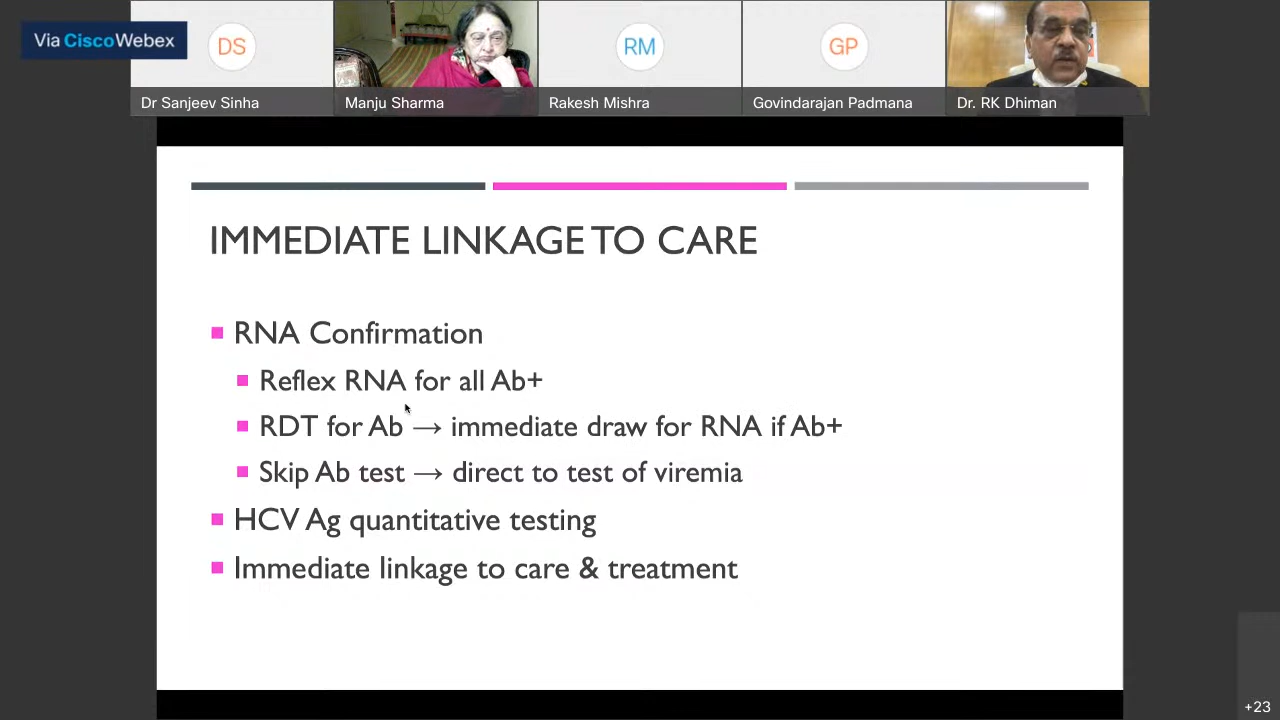 Via Cisco Webex
DS
RM
GP
Dr Sanjeev Sinha
Manju Sharma
Rakesh Mishra
Govindarajan Padmana
Dr. RK Dhiman
IMMEDIATE LINKAGE TO CARE
RNA Confirmation
Reflex RNA for all Ab+
RDT for Ab → immediate draw for RNA if Ab+
Skip Ab test → direct to test of viremia
HCV Ag quantitative testing
Immediate linkage to care & treatment
+23